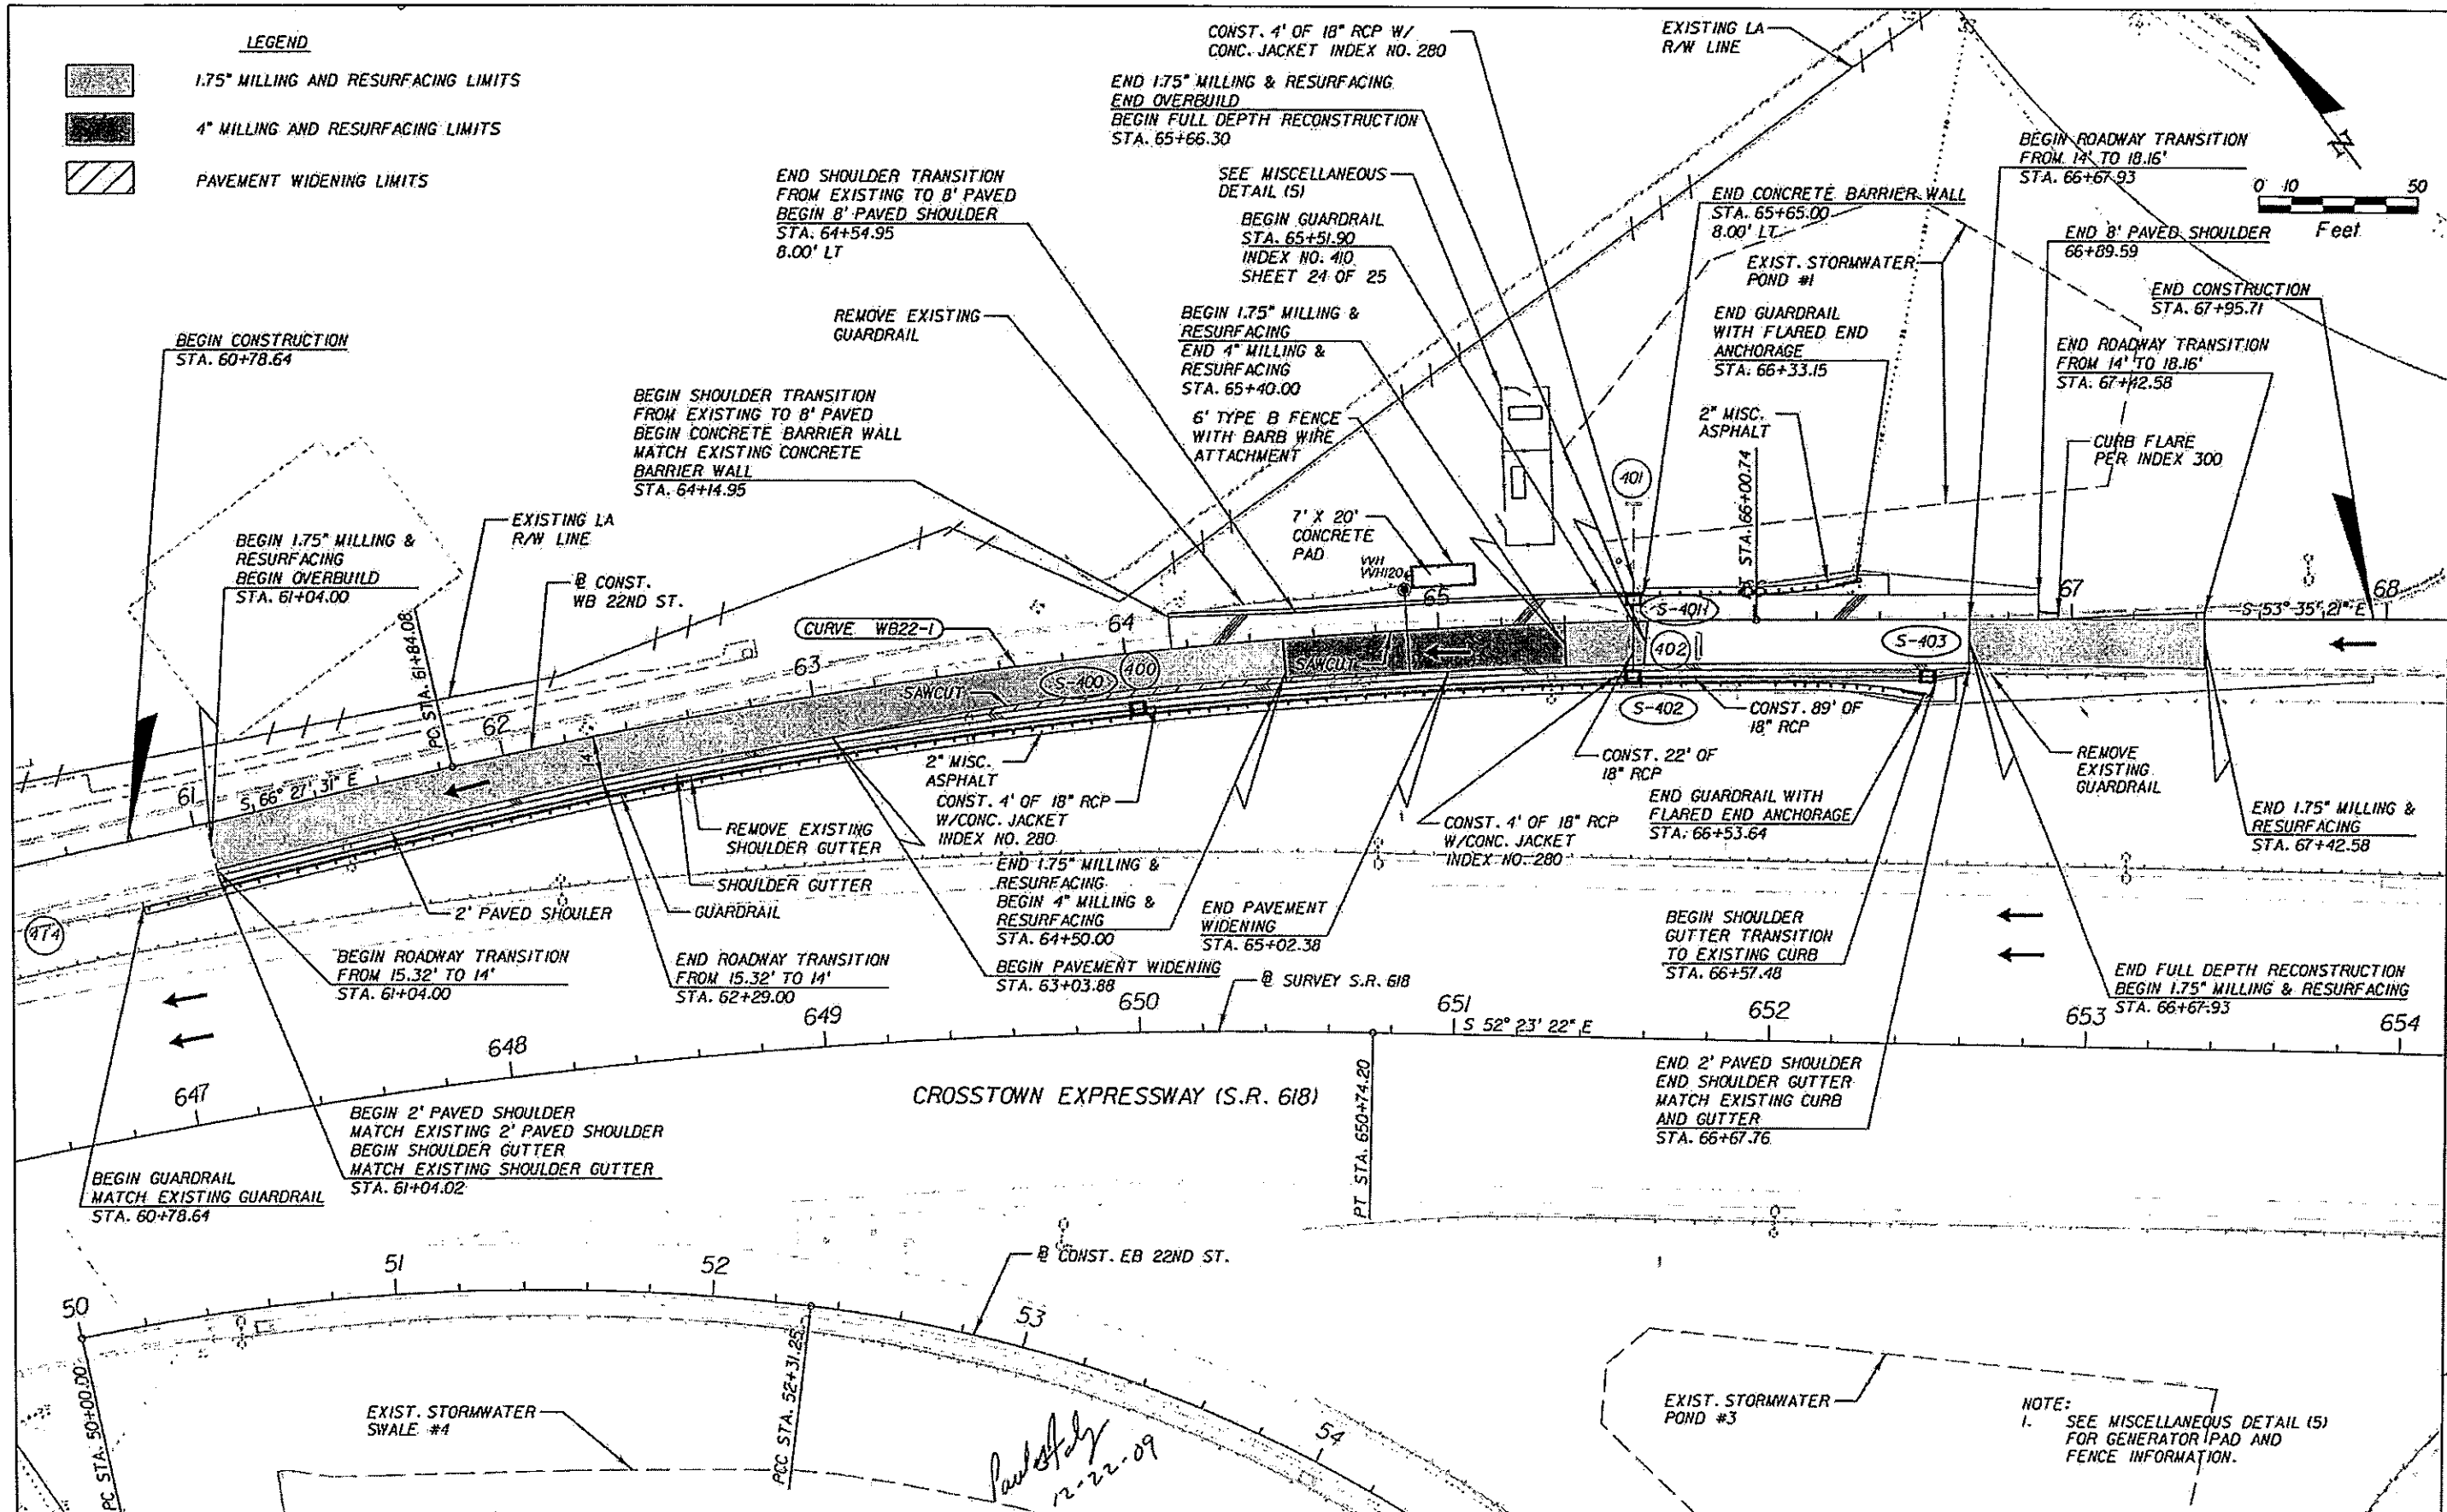 LEGEND
1.75" MILLING AND RESURFACING LIMITS
4" MILLING AND RESURFACING LIMITS
PAVEMENT WIDENING LIMITS
CONST. 4' OF 18" RCP W/
CONC. JACKET INDEX NO. 280
END 1.75" MILLING & RESURFACING
END OVERBUILD
BEGIN FULL DEPTH RECONSTRUCTION
STA. 65+66.30
EXISTING LA
R/W LINE
N
0 10 50
Feet
BEGIN ROADWAY TRANSITION
FROM 14' TO 18.16'
STA. 66+67.93
END SHOULDER TRANSITION
FROM EXISTING TO 8' PAVED
BEGIN 8' PAVED SHOULDER
STA. 64+54.95
8.00' LT
SEE MISCELLANEOUS
DETAIL (5)
BEGIN GUARDRAIL
STA. 65+51.90
INDEX NO. 410
SHEET 24 OF 25
END CONCRETE BARRIER WALL
STA. 65+65.00
8.00' LT
EXIST. STORMWATER
POND #1
END 8' PAVED SHOULDER
66+89.59
END CONSTRUCTION
STA. 67+95.71
REMOVE EXISTING
GUARDRAIL
BEGIN 1.75" MILLING &
RESURFACING
END 4" MILLING &
RESURFACING
STA. 65+40.00
END GUARDRAIL
WITH FLARED END
ANCHORAGE
STA. 66+33.15
END ROADWAY TRANSITION
FROM 14' TO 18.16'
STA. 67+42.58
BEGIN CONSTRUCTION
STA. 60+78.64
BEGIN SHOULDER TRANSITION
FROM EXISTING TO 8' PAVED
BEGIN CONCRETE BARRIER WALL
MATCH EXISTING CONCRETE
BARRIER WALL
STA. 64+14.95
6' TYPE B FENCE
WITH BARB WIRE
ATTACHMENT
2" MISC.
ASPHALT
CURB FLARE
PER INDEX 300
401
STA. 66+00.74
EXISTING LA
R/W LINE
BEGIN 1.75" MILLING &
RESURFACING
BEGIN OVERBUILD
STA. 61+04.00
7' X 20'
CONCRETE
PAD
℄ CONST.
WB 22ND ST.
PC STA. 61+84.08
CURVE WB22-1
61 62 63 64 65 66 67 68
S 66° 27' 31" E
S 53° 35' 21" E
14'
SAWCUT
S-400
400
SAWCUT
S-401
402
S-403
S-402
2" MISC.
ASPHALT
CONST. 4' OF 18" RCP
W/CONC. JACKET
INDEX NO. 280
CONST. 22' OF
18" RCP
CONST. 89' OF
18" RCP
REMOVE
EXISTING
GUARDRAIL
REMOVE EXISTING
SHOULDER GUTTER
SHOULDER GUTTER
GUARDRAIL
2' PAVED SHOULER
CONST. 4' OF 18" RCP
W/CONC. JACKET
INDEX NO. 280
END GUARDRAIL WITH
FLARED END ANCHORAGE
STA. 66+53.64
END 1.75" MILLING &
RESURFACING
STA. 67+42.58
END 1.75" MILLING &
RESURFACING
BEGIN 4" MILLING &
RESURFACING
STA. 64+50.00
END PAVEMENT
WIDENING
STA. 65+02.38
BEGIN PAVEMENT WIDENING
STA. 63+03.88
BEGIN ROADWAY TRANSITION
FROM 15.32' TO 14'
STA. 61+04.00
END ROADWAY TRANSITION
FROM 15.32' TO 14'
STA. 62+29.00
BEGIN SHOULDER
GUTTER TRANSITION
TO EXISTING CURB
STA. 66+57.48
END FULL DEPTH RECONSTRUCTION
BEGIN 1.75" MILLING & RESURFACING
STA. 66+67.93
℄ SURVEY S.R. 618
647 648 649 650 651 652 653 654
S 52° 23' 22" E
CROSSTOWN EXPRESSWAY (S.R. 618)
PT STA. 650+74.20
END 2' PAVED SHOULDER
END SHOULDER GUTTER
MATCH EXISTING CURB
AND GUTTER
STA. 66+67.76
BEGIN 2' PAVED SHOULDER
MATCH EXISTING 2' PAVED SHOULDER
BEGIN SHOULDER GUTTER
MATCH EXISTING SHOULDER GUTTER
STA. 61+04.02
BEGIN GUARDRAIL
MATCH EXISTING GUARDRAIL
STA. 60+78.64
℄ CONST. EB 22ND ST.
50 51 52 53 54
PC STA. 50+00.00
PCC STA. 52+31.25
EXIST. STORMWATER
SWALE #4
12-22-09
EXIST. STORMWATER
POND #3
NOTE:
1. SEE MISCELLANEOUS DETAIL (5)
FOR GENERATOR PAD AND
FENCE INFORMATION.